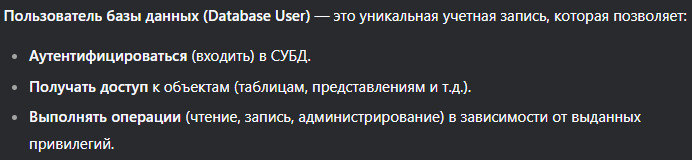 Пользователь базы данных (Database User) — это уникальная учетная запись, которая позволяет:
• Аутентифицироваться (входить) в СУБД.
• Получать доступ к объектам (таблицам, представлениям и т.д.).
• Выполнять операции (чтение, запись, администрирование) в зависимости от выданных
привилегий.